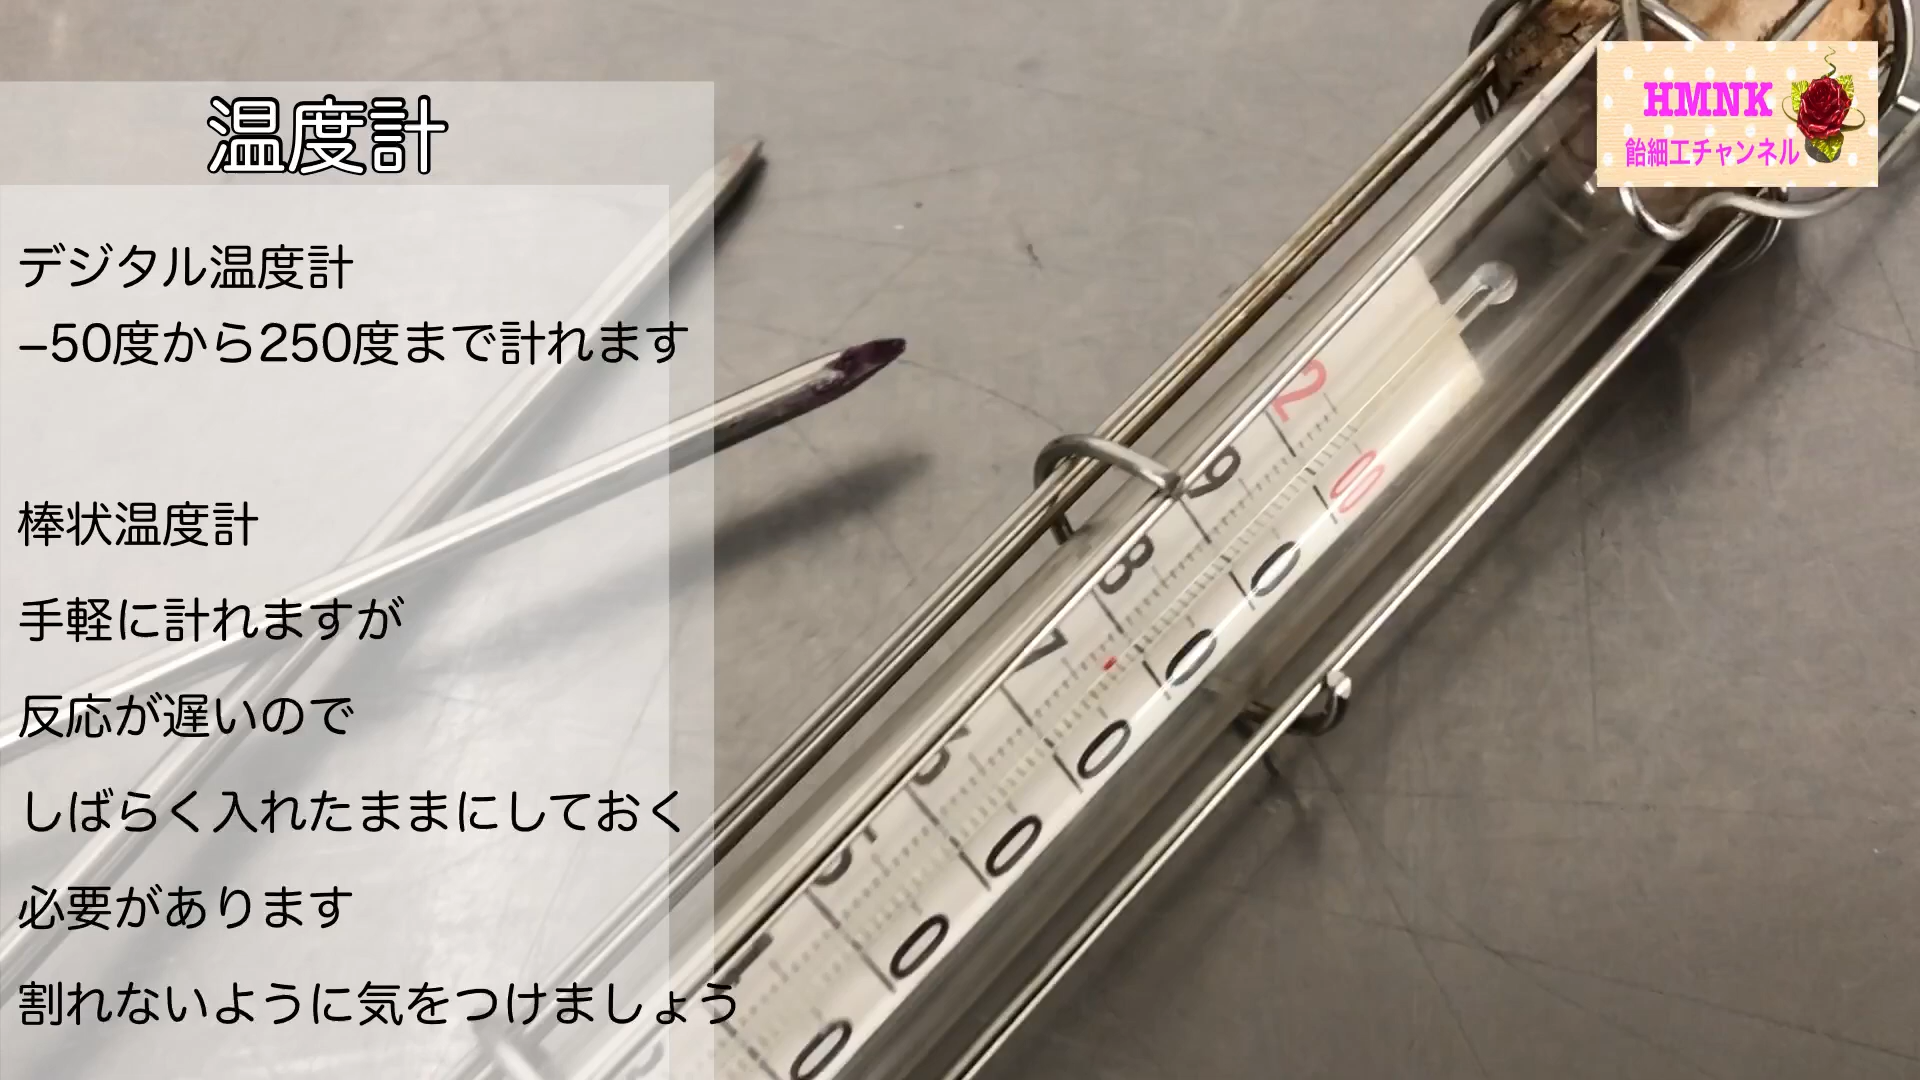 温度計
デジタル温度計
−50度から250度まで計れます
棒状温度計
手軽に計れますが
反応が遅いので
しばらく入れたままにしておく
必要があります
割れないように気をつけましょう
HMNK
飴細工チャンネル
2 0
9 0
8 0
7 0